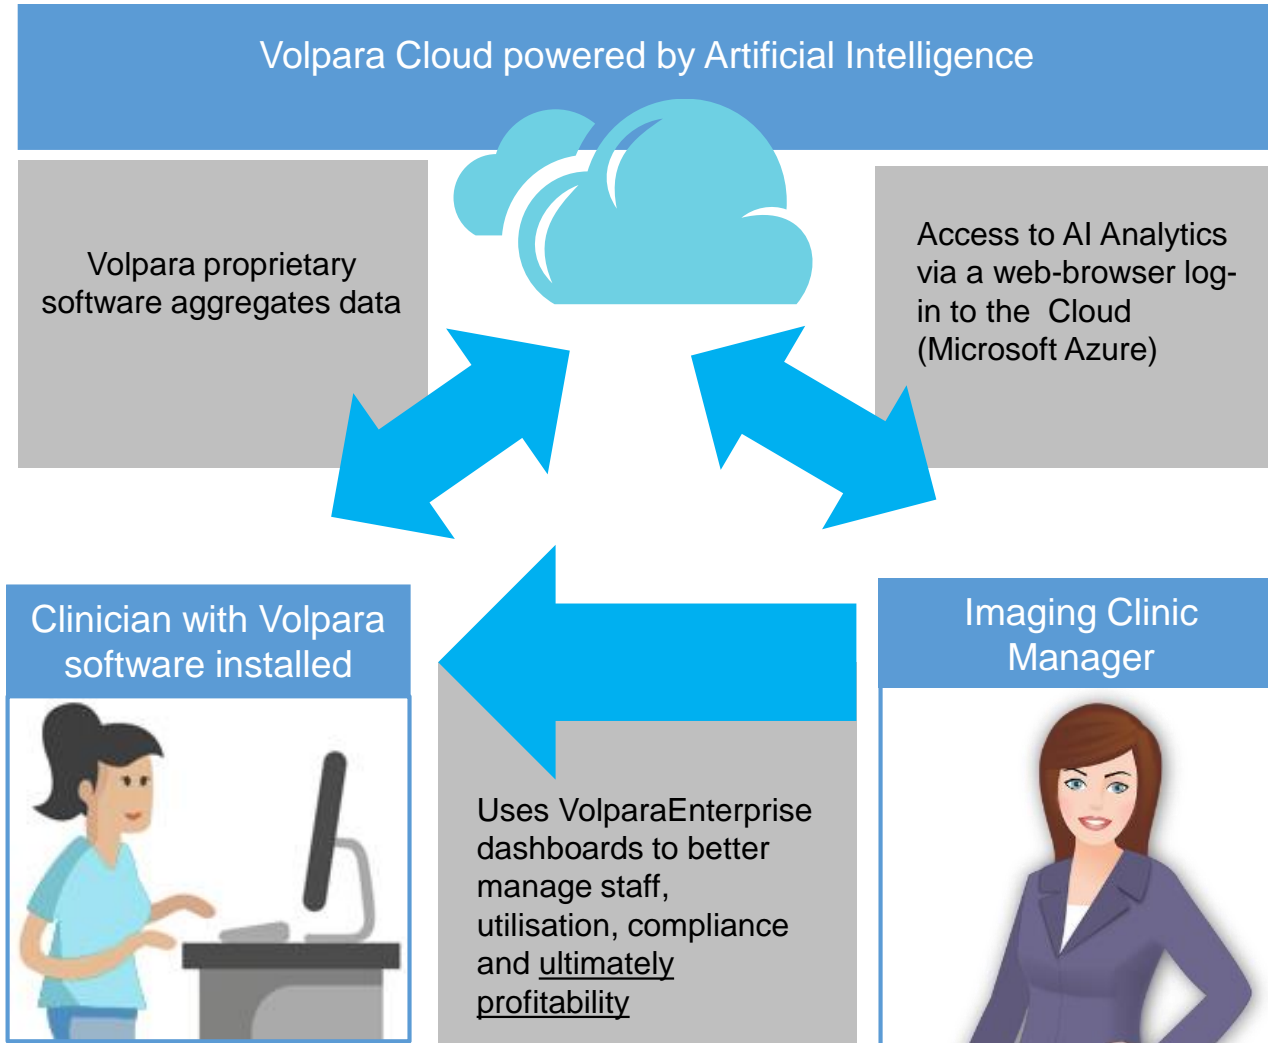 Volpara Cloud powered by Artificial Intelligence
Volpara proprietary
software aggregates data
Access to AI Analytics
via a web-browser log-
in to the  Cloud
(Microsoft Azure)
Clinician with Volpara
software installed
Imaging Clinic
Manager
Uses VolparaEnterprise
dashboards to better
manage staff,
utilisation, compliance
and ultimately
profitability